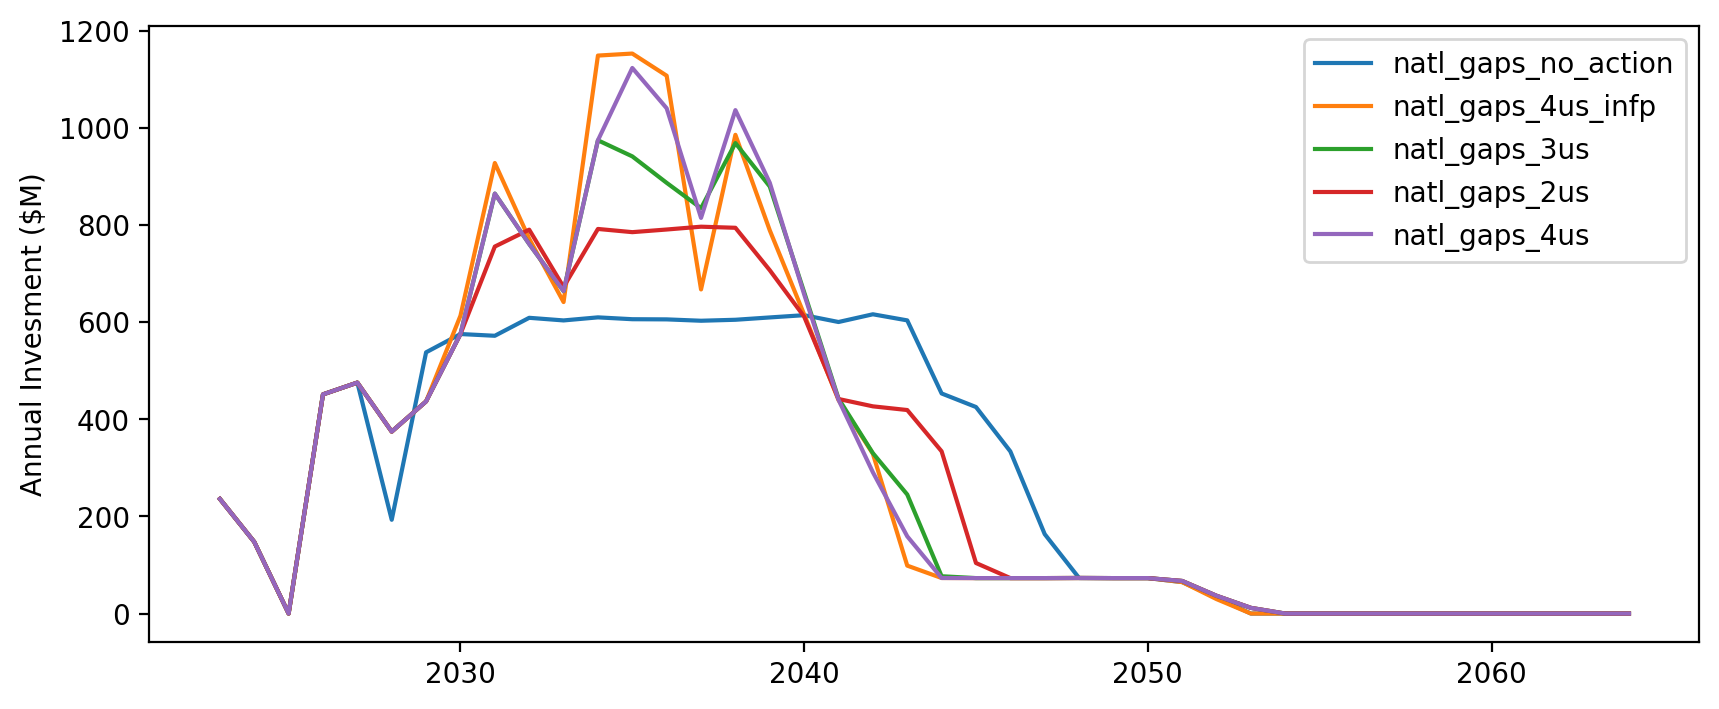 1200
1000
800
600
400
200
0
Annual Invesment ($M)
natl_gaps_no_action
natl_gaps_4us_infp
natl_gaps_3us
natl_gaps_2us
natl_gaps_4us
2030
2040
2050
2060